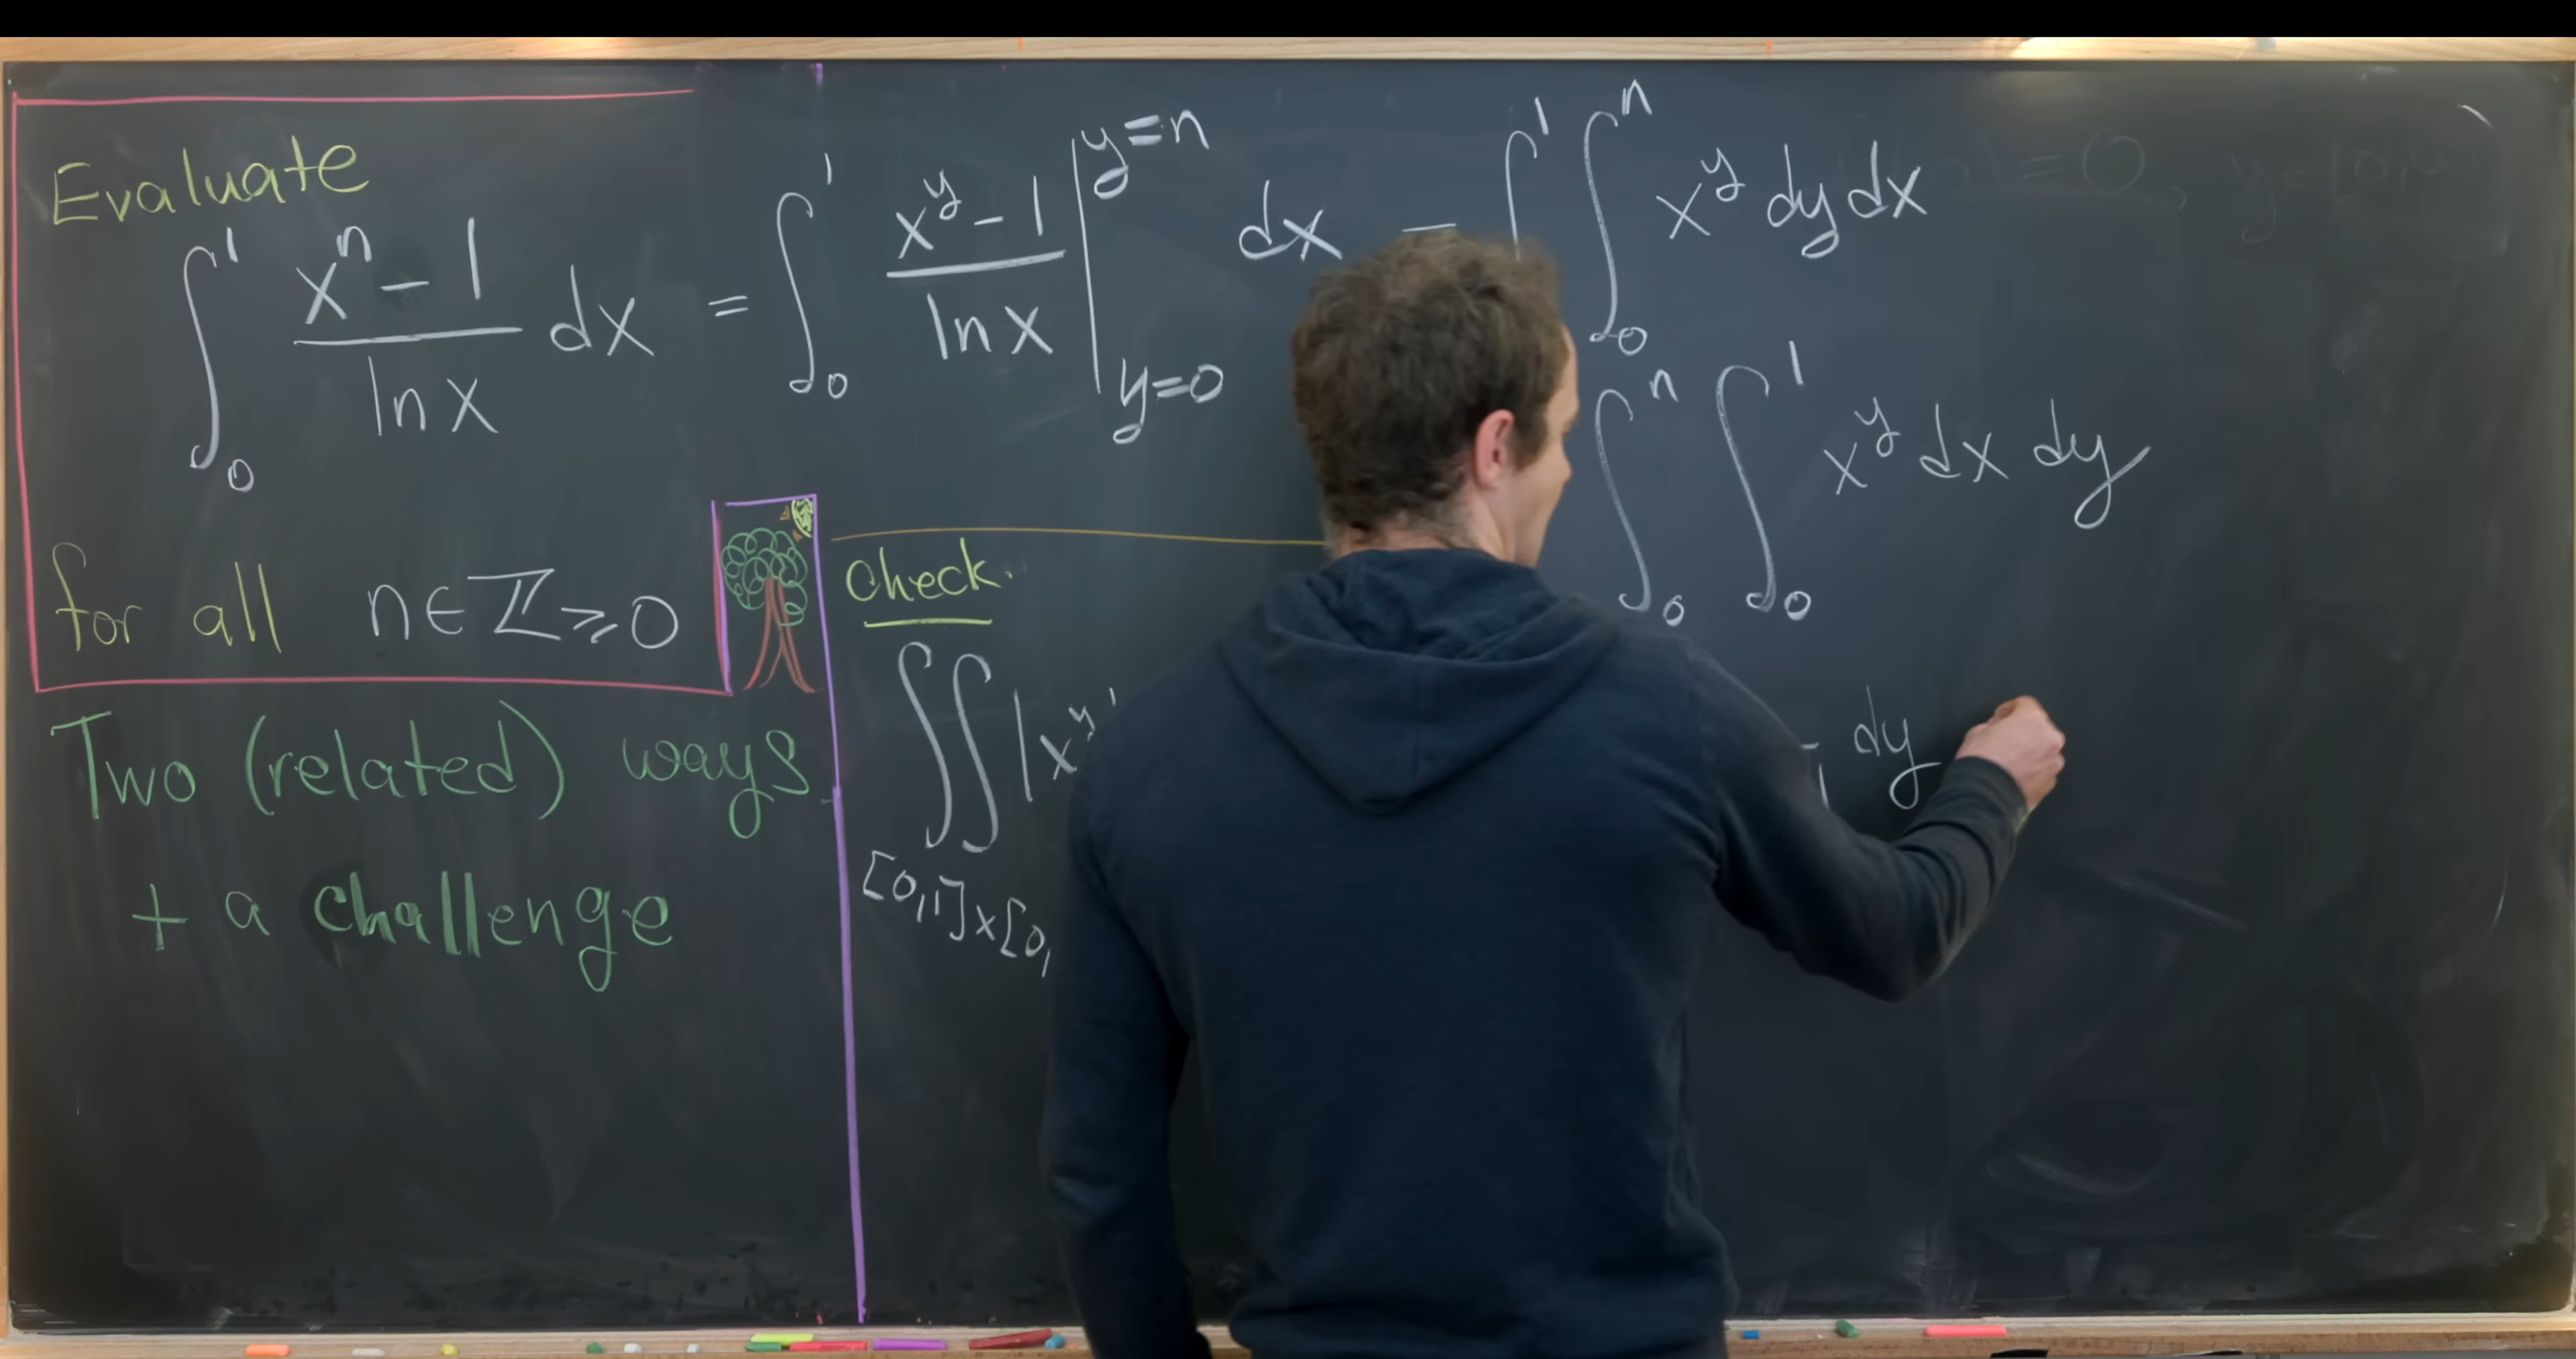 Evaluate
∫₀¹ (xⁿ - 1)/(ln x) dx = ∫₀¹ (x^y - 1)/(ln x) |_{y=0}^{y=n} dx = ∫₀¹ ∫₀ⁿ x^y dy dx
∫₀ⁿ ∫₀¹ x^y dx dy
for all n ∈ ℤ≥0
Two (related) ways
+ a challenge
Check.
∬ |x^y
[0,1]×[0,
dy